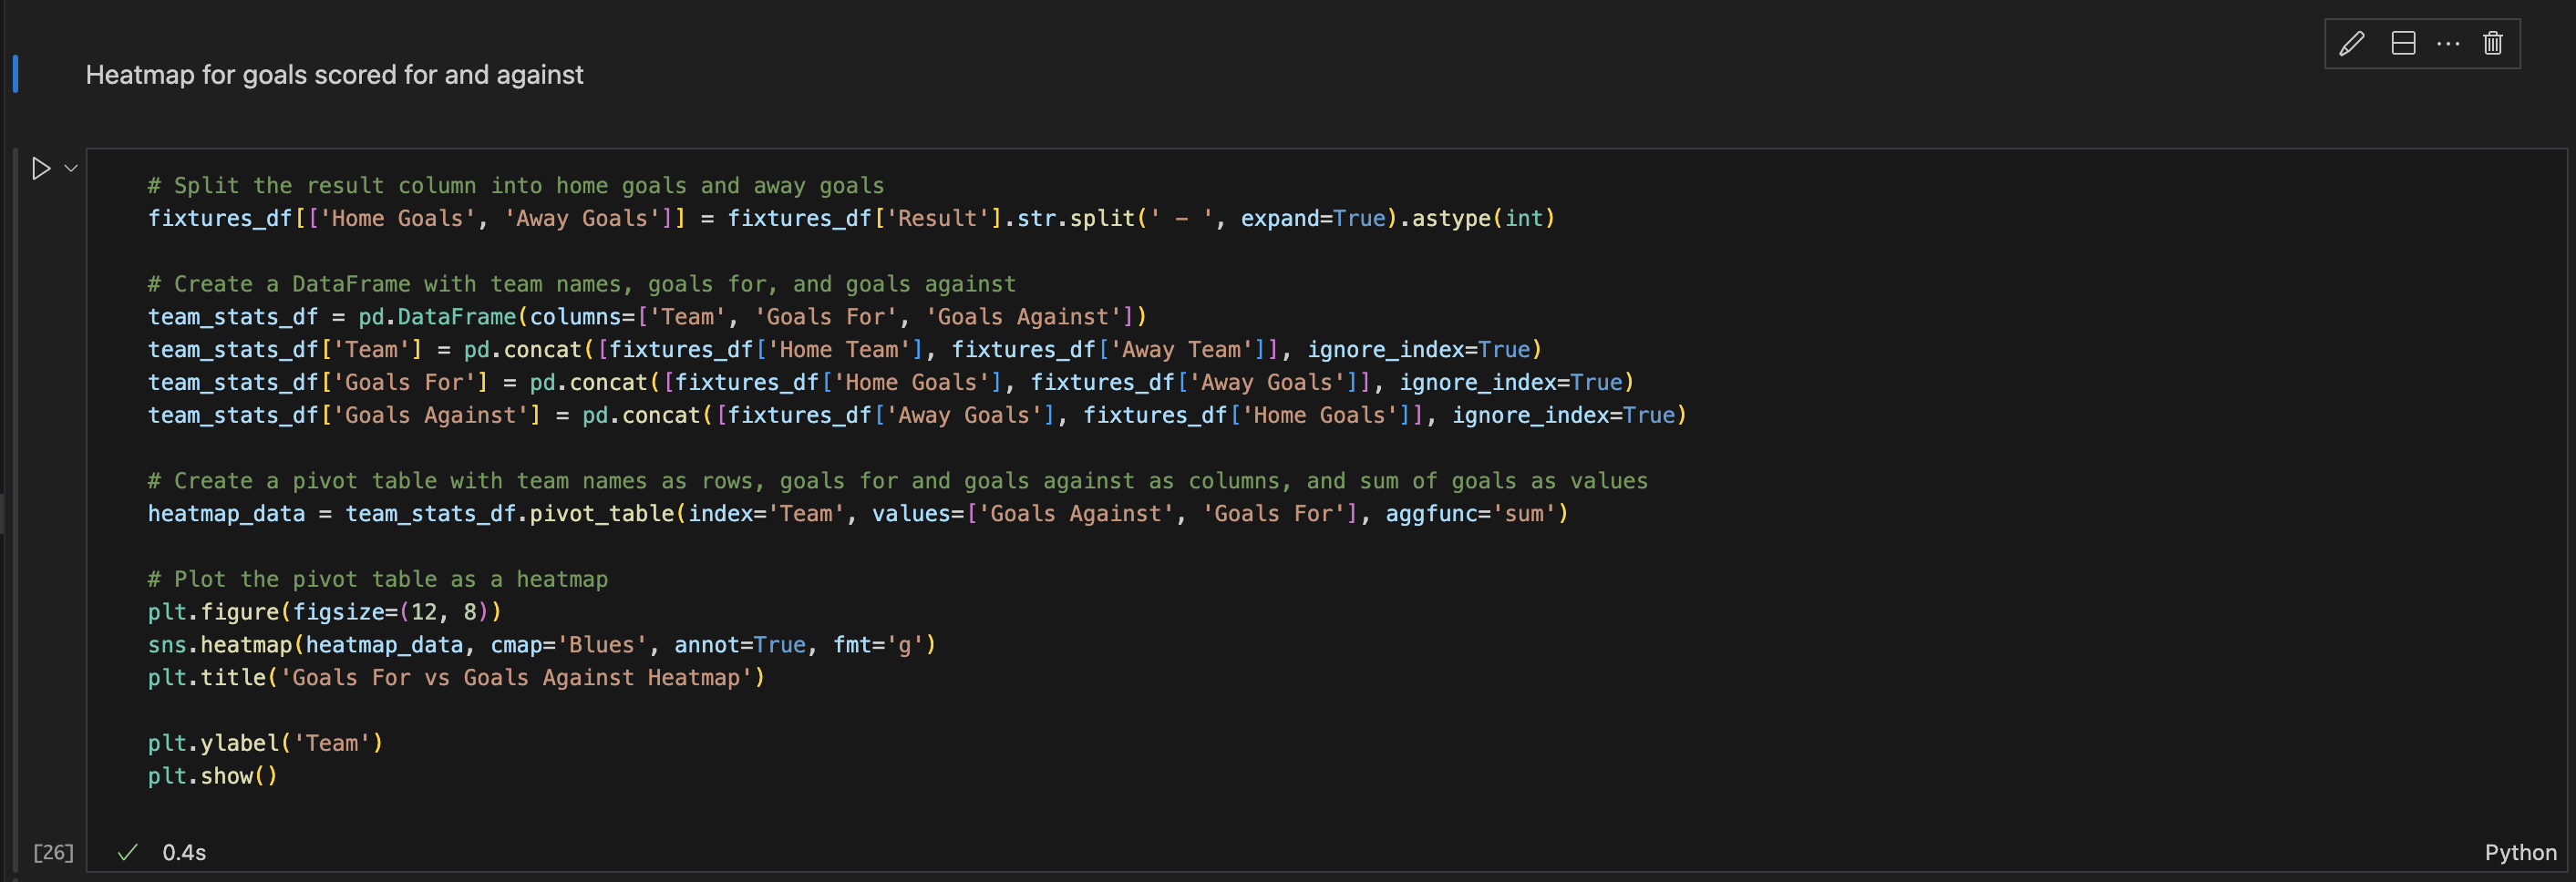 Heatmap for goals scored for and against
# Split the result column into home goals and away goals
fixtures_df[['Home Goals', 'Away Goals']] = fixtures_df['Result'].str.split(' - ', expand=True).astype(int)
# Create a DataFrame with team names, goals for, and goals against
team_stats_df = pd.DataFrame(columns=['Team', 'Goals For', 'Goals Against'])
team_stats_df['Team'] = pd.concat([fixtures_df['Home Team'], fixtures_df['Away Team']], ignore_index=True)
team_stats_df['Goals For'] = pd.concat([fixtures_df['Home Goals'], fixtures_df['Away Goals']], ignore_index=True)
team_stats_df['Goals Against'] = pd.concat([fixtures_df['Away Goals'], fixtures_df['Home Goals']], ignore_index=True)
# Create a pivot table with team names as rows, goals for and goals against as columns, and sum of goals as values
heatmap_data = team_stats_df.pivot_table(index='Team', values=['Goals Against', 'Goals For'], aggfunc='sum')
# Plot the pivot table as a heatmap
plt.figure(figsize=(12, 8))
sns.heatmap(heatmap_data, cmap='Blues', annot=True, fmt='g')
plt.title('Goals For vs Goals Against Heatmap')
plt.ylabel('Team')
plt.show()
[26] 0.4s Python